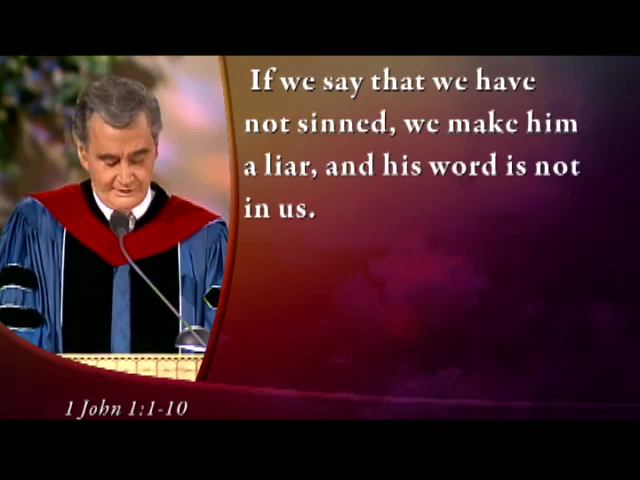 If we say that we have
not sinned, we make him
a liar, and his word is not
in us.
1 John 1:1-10